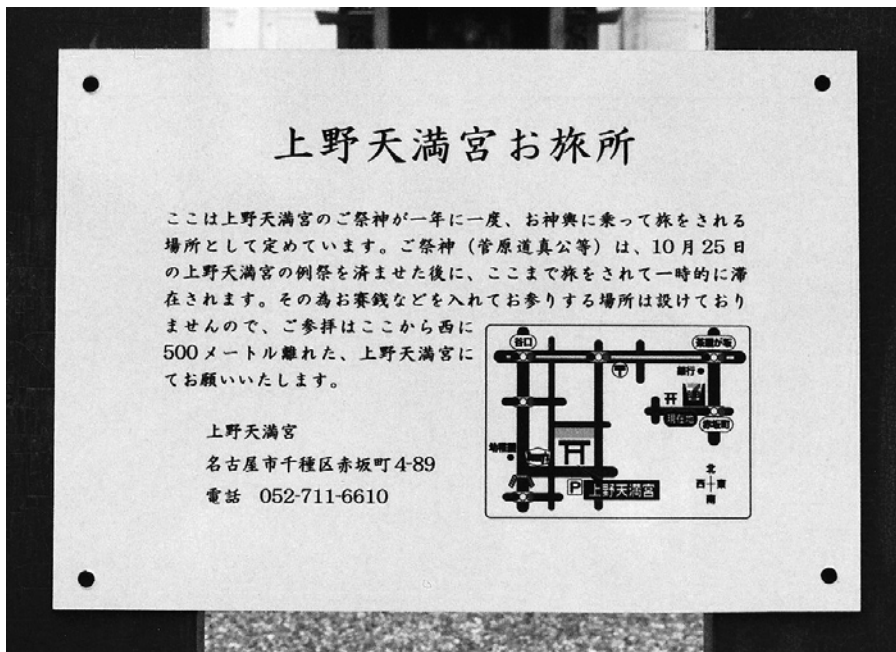 上野天満宮お旅所
ここは上野天満宮のご祭神が一年に一度、お神輿に乗って旅をされる
場所として定めています。ご祭神（菅原道真公等）は、10月25日
の上野天満宮の例祭を済ませた後に、ここまで旅をされて一時的に滞
在されます。その為お賽銭などを入れてお参りする場所は設けており
ませんので、ご参拝はここから西に
500メートル離れた、上野天満宮に
てお願いいたします。
上野天満宮
名古屋市千種区赤坂町4-89
電話 052-711-6610
谷口
茶屋が坂
銀行
現在地
赤坂町
幼稚園
P 上野天満宮
北
西 東
南